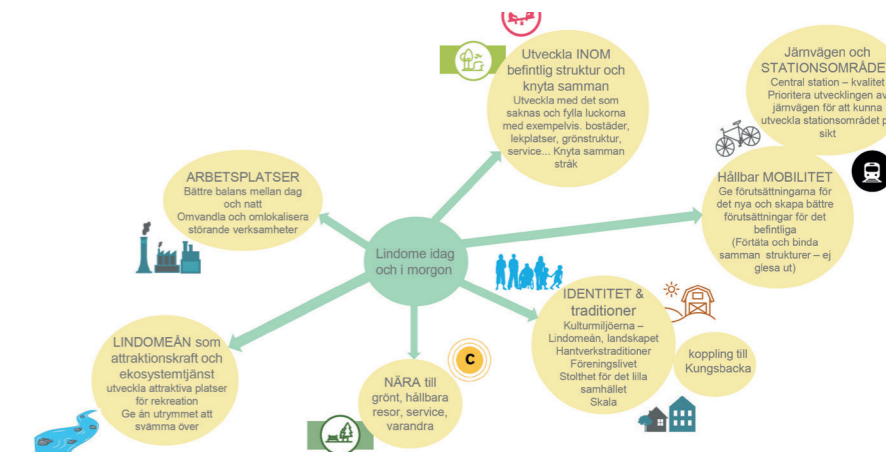 Utveckla INOM
befintlig struktur och
knyta samman
Utveckla med det som
saknas och fylla luckorna
med exempelvis. bostäder,
lekplatser, grönstruktur,
service... Knyta samman
stråk
Järnvägen och
STATIONSOMRÅDE
Central station – kvalitet
Prioritera utvecklingen av
järnvägen för att kunna
utveckla stationsområdet p
sikt
Hållbar MOBILITET
Ge förutsättningarna för
det nya och skapa bättre
förutsättningar för det
befintliga
(Förtäta och binda
samman strukturer – ej
glesa ut)
ARBETSPLATSER
Bättre balans mellan dag
och natt
Omvandla och omlokalisera
störande verksamheter
Lindome idag
och i morgon
IDENTITET &
traditioner
Kulturmiljöerna –
Lindomeån, landskapet
Hantverkstraditioner
Föreningslivet
Stolthet för det lilla
samhället
Skala
koppling till
Kungsbacka
LINDOMEÅN som
attraktionskraft och
ekosystemtjänst
utveckla attraktiva platser
för rekreation
Ge ån utrymmet att
svämma över
C
NÄRA till
grönt, hållbara
resor, service,
varandra